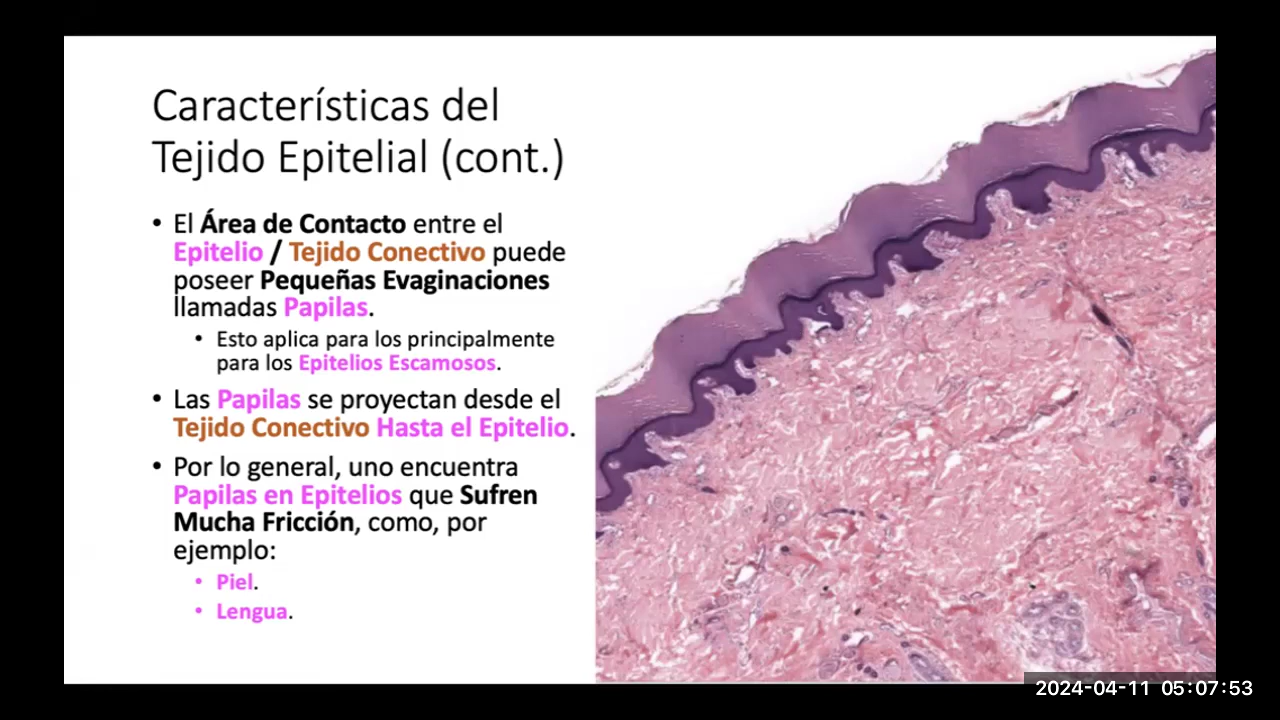 Características del
Tejido Epitelial (cont.)
• El Área de Contacto entre el
Epitelio / Tejido Conectivo puede
poseer Pequeñas Evaginaciones
llamadas Papilas.
• Esto aplica para los principalmente
para los Epitelios Escamosos.
• Las Papilas se proyectan desde el
Tejido Conectivo Hasta el Epitelio.
• Por lo general, uno encuentra
Papilas en Epitelios que Sufren
Mucha Fricción, como, por
ejemplo:
• Piel.
• Lengua.
2024-04-11 05:07:53